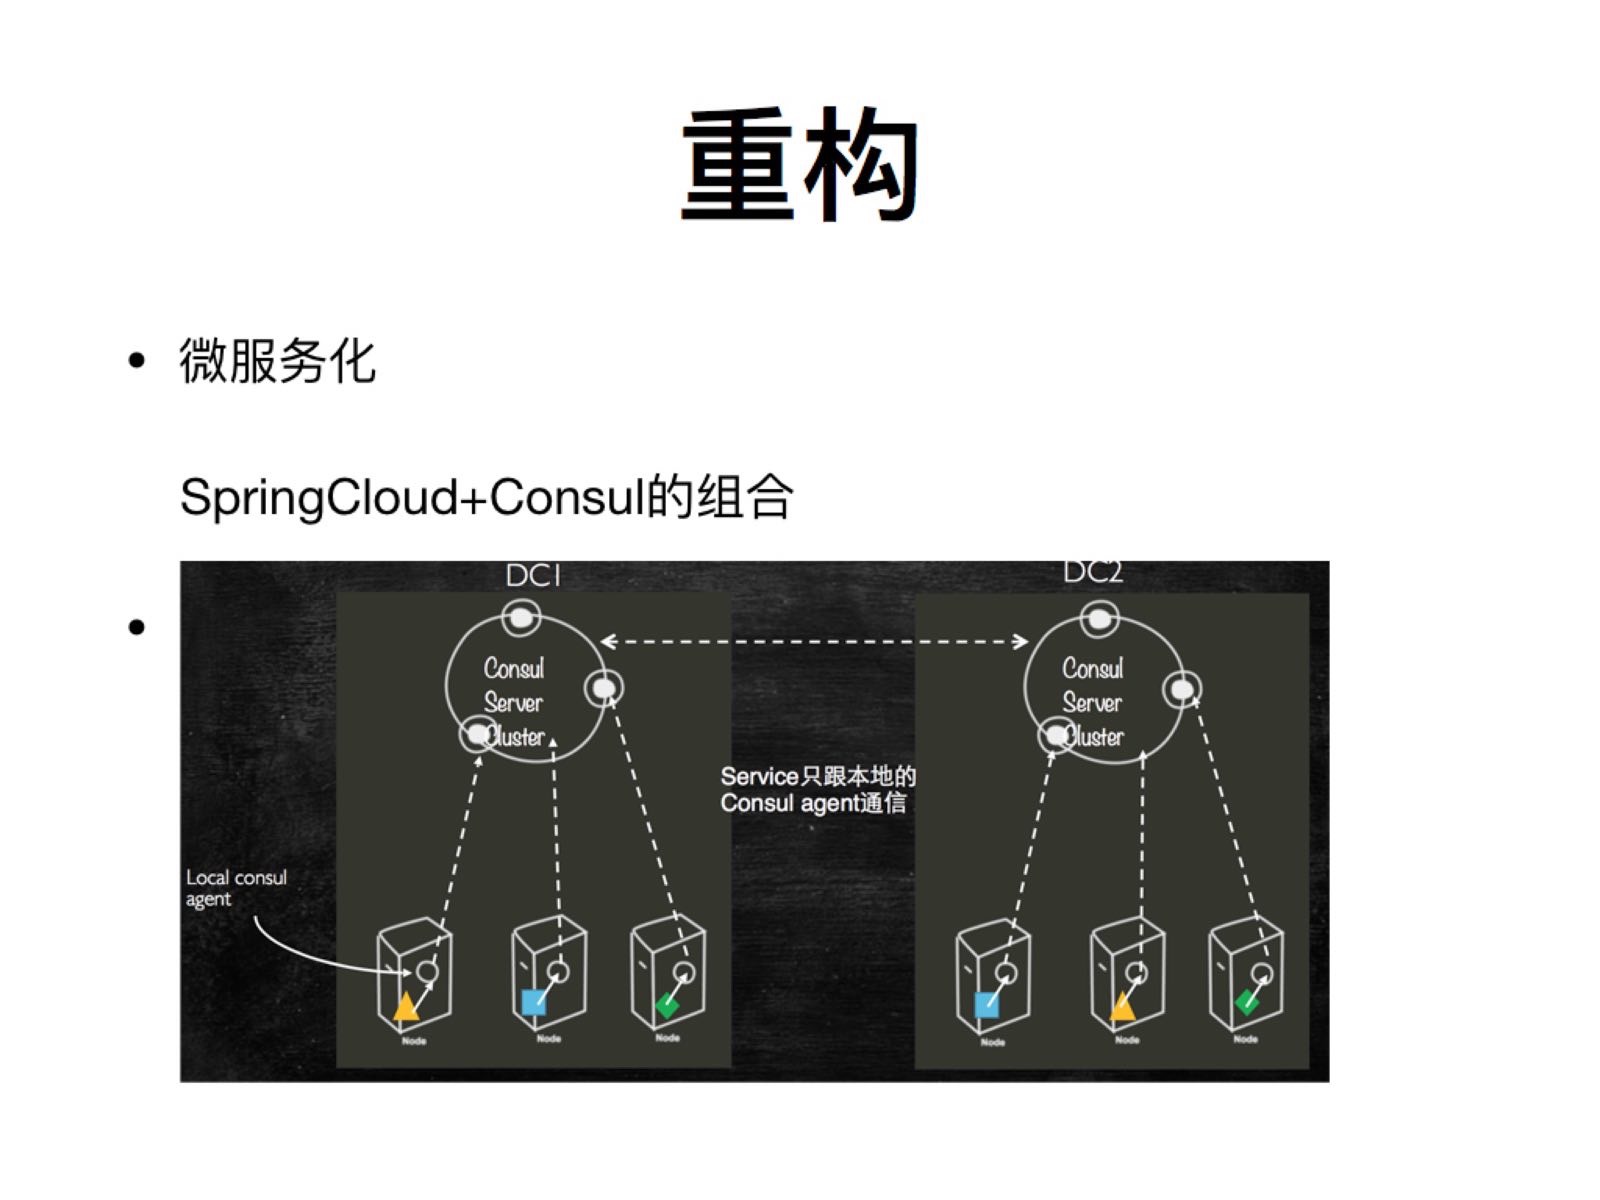 重构
• 微服务化
SpringCloud+Consul的组合
•
DC1
DC2
Consul
Server
Cluster
Consul
Server
Cluster
Service只跟本地的
Consul agent通信
Local consul
agent
Node
Node
Node
Node
Node
Node